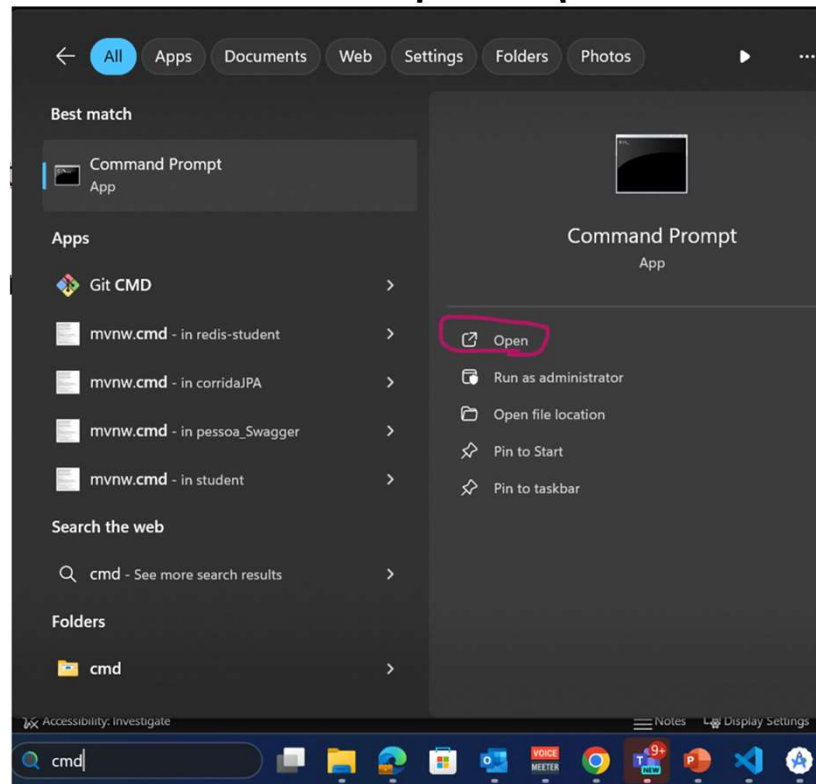 All Apps Documents Web Settings Folders Photos
Best match
Command Prompt
App
Apps
Git CMD
mvnw.cmd - in redis-student
mvnw.cmd - in corridaJPA
mvnw.cmd - in pessoa_Swagger
mvnw.cmd - in student
Search the web
cmd - See more search results
Folders
cmd
Command Prompt
App
Open
Run as administrator
Open file location
Pin to Start
Pin to taskbar
Accessibility: Investigate
Notes Display Settings
cmd
VOICE
MEETER
9+
T
NEW